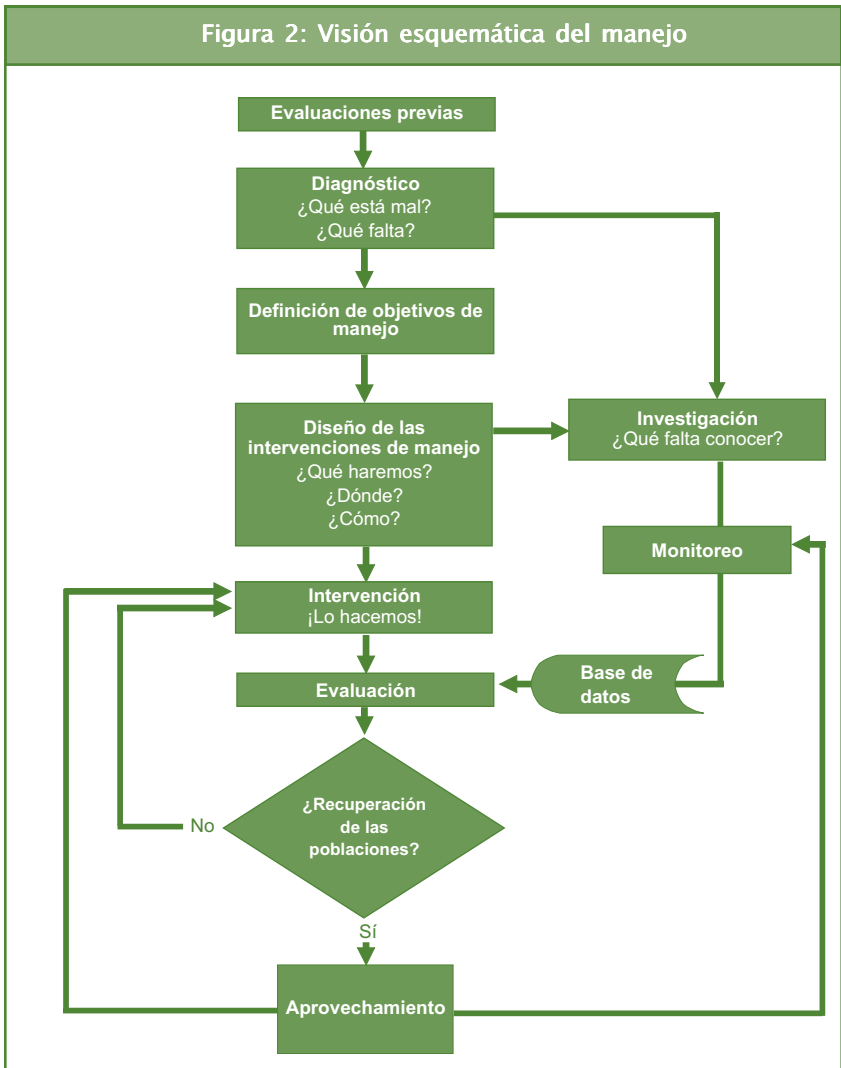 Figura 2: Visión esquemática del manejo
Evaluaciones previas
Diagnóstico
¿Qué está mal?
¿Qué falta?
Definición de objetivos de
manejo
Diseño de las
intervenciones de manejo
¿Qué haremos?
¿Dónde?
¿Cómo?
Investigación
¿Qué falta conocer?
Monitoreo
Intervención
¡Lo hacemos!
Base de
datos
Evaluación
¿Recuperación
de las
poblaciones?
No
Sí
Aprovechamiento